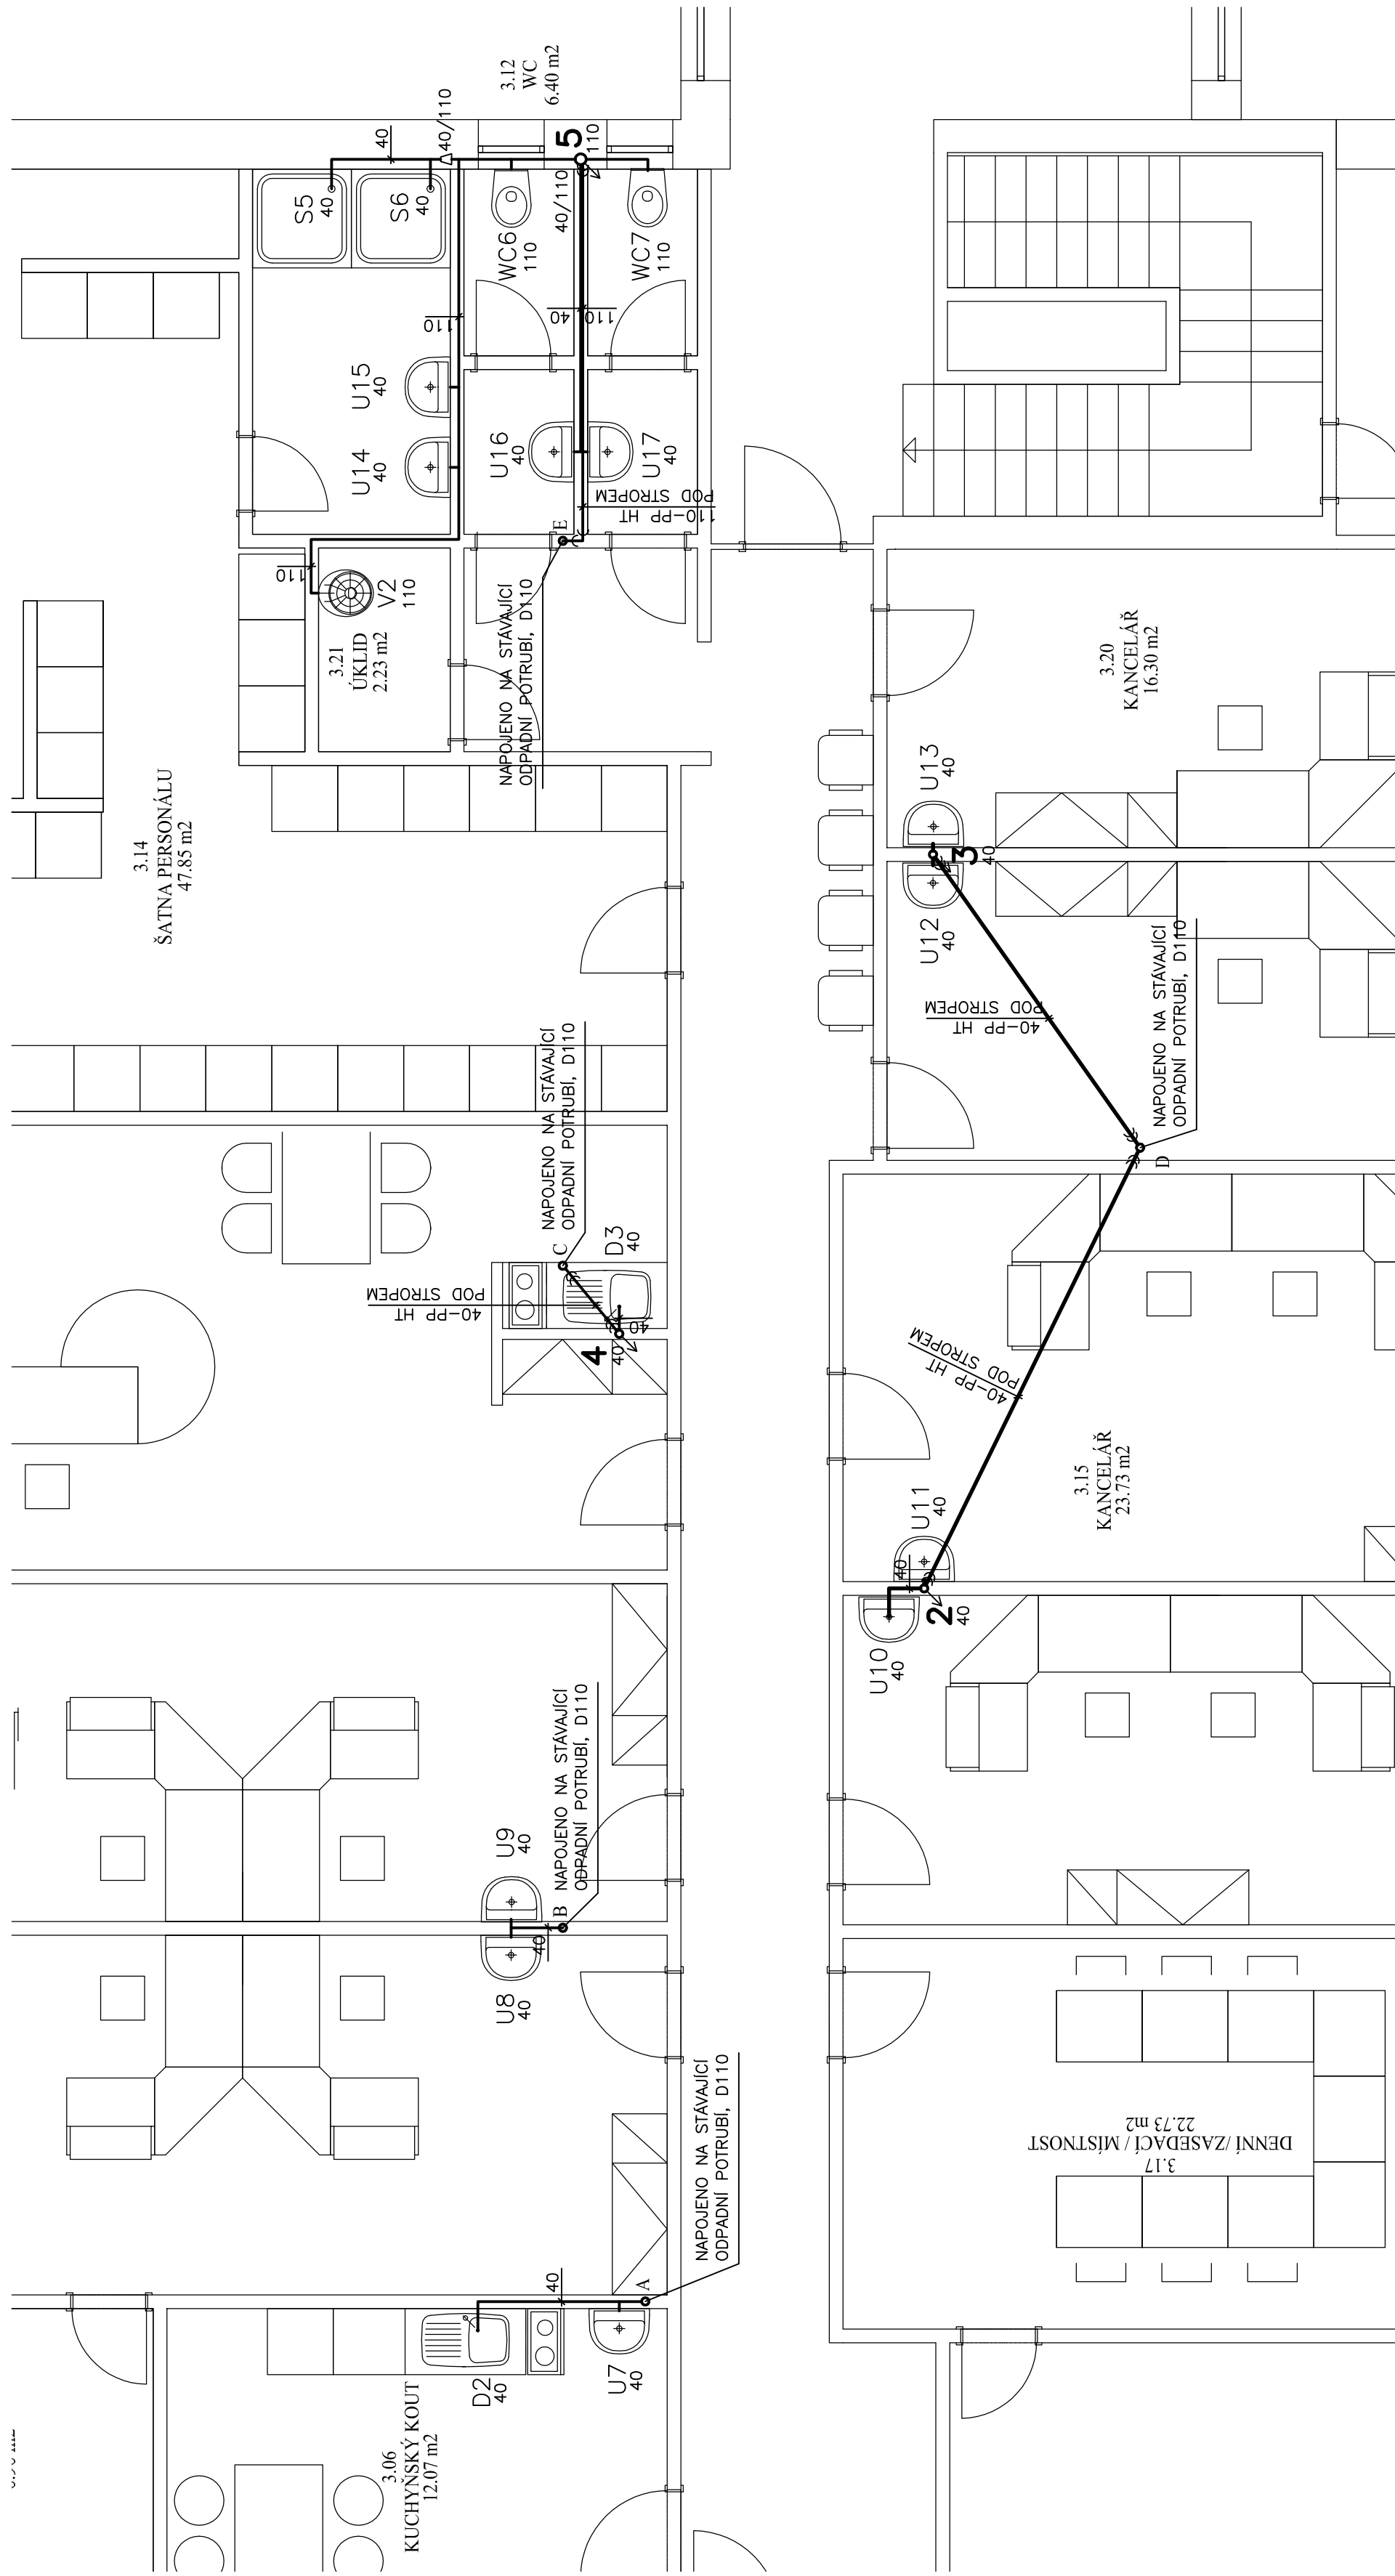 3.12
WC
6.40 m2
40
40/110
5
110
S5
40
S6
40
40/110
WC6
110
WC7
110
110
40
110
U15
40
U14
40
U16
40
U17
40
110-PP HT
POD STROPEM
E
110
V2
110
3.21
ÚKLID
2.23 m2
NAPOJENO NA STÁVAJÍCÍ
ODPADNÍ POTRUBÍ, D110
3.14
ŠATNA PERSONÁLU
47.85 m2
3.20
KANCELÁŘ
16.30 m2
U13
40
3
40
U12
40
40-PP HT
POD STROPEM
NAPOJENO NA STÁVAJÍCÍ
ODPADNÍ POTRUBÍ, D110
D
NAPOJENO NA STÁVAJÍCÍ
ODPADNÍ POTRUBÍ, D110
C
D3
40
40-PP HT
POD STROPEM
40
4
40
40-PP HT
POD STROPEM
3.15
KANCELÁŘ
23.73 m2
U11
40
40
2
40
U10
40
NAPOJENO NA STÁVAJÍCÍ
ODPADNÍ POTRUBÍ, D110
B
U9
40
40
U8
40
NAPOJENO NA STÁVAJÍCÍ
ODPADNÍ POTRUBÍ, D110
A
40
D2
40
U7
40
3.06
KUCHYŇSKÝ KOUT
12.07 m2
3.17
DENNÍ /ZASEDACÍ / MÍSTNOST
22.73 m2